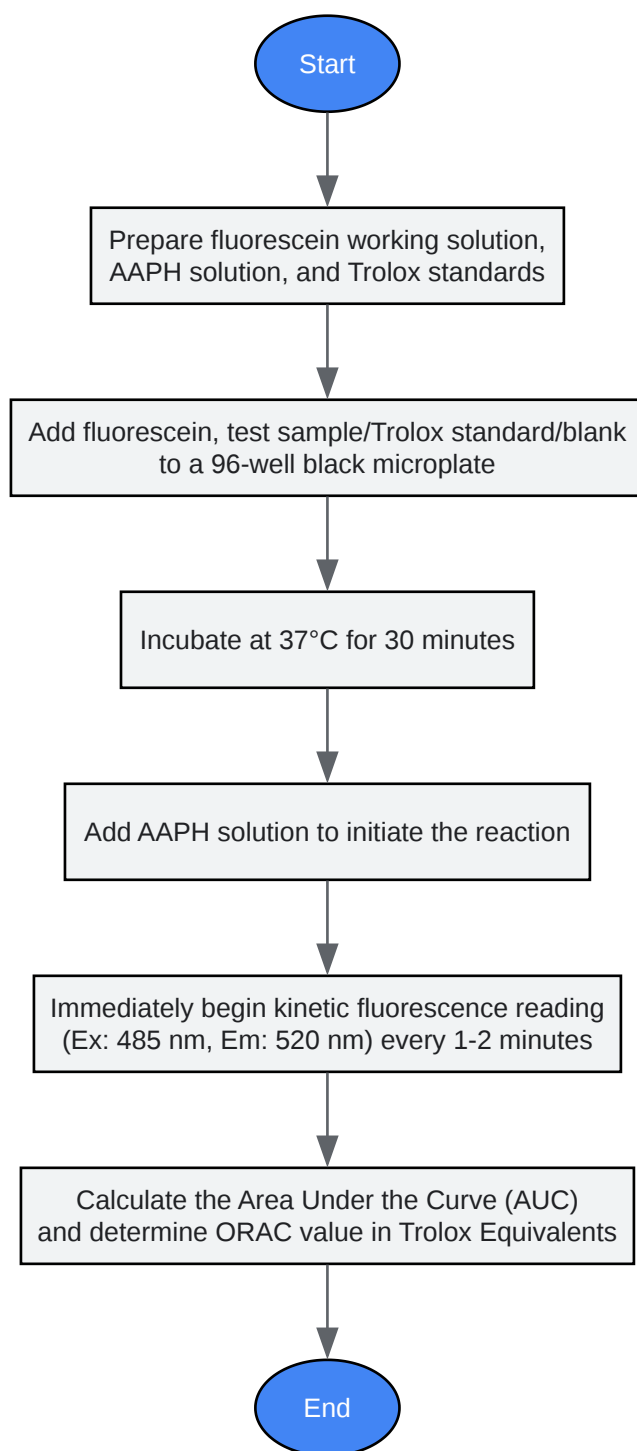 Start
Prepare fluorescein working solution,
AAPH solution, and Trolox standards
Add fluorescein, test sample/Trolox standard/blank
to a 96-well black microplate
Incubate at 37°C for 30 minutes
Add AAPH solution to initiate the reaction
Immediately begin kinetic fluorescence reading
(Ex: 485 nm, Em: 520 nm) every 1-2 minutes
Calculate the Area Under the Curve (AUC)
and determine ORAC value in Trolox Equivalents
End